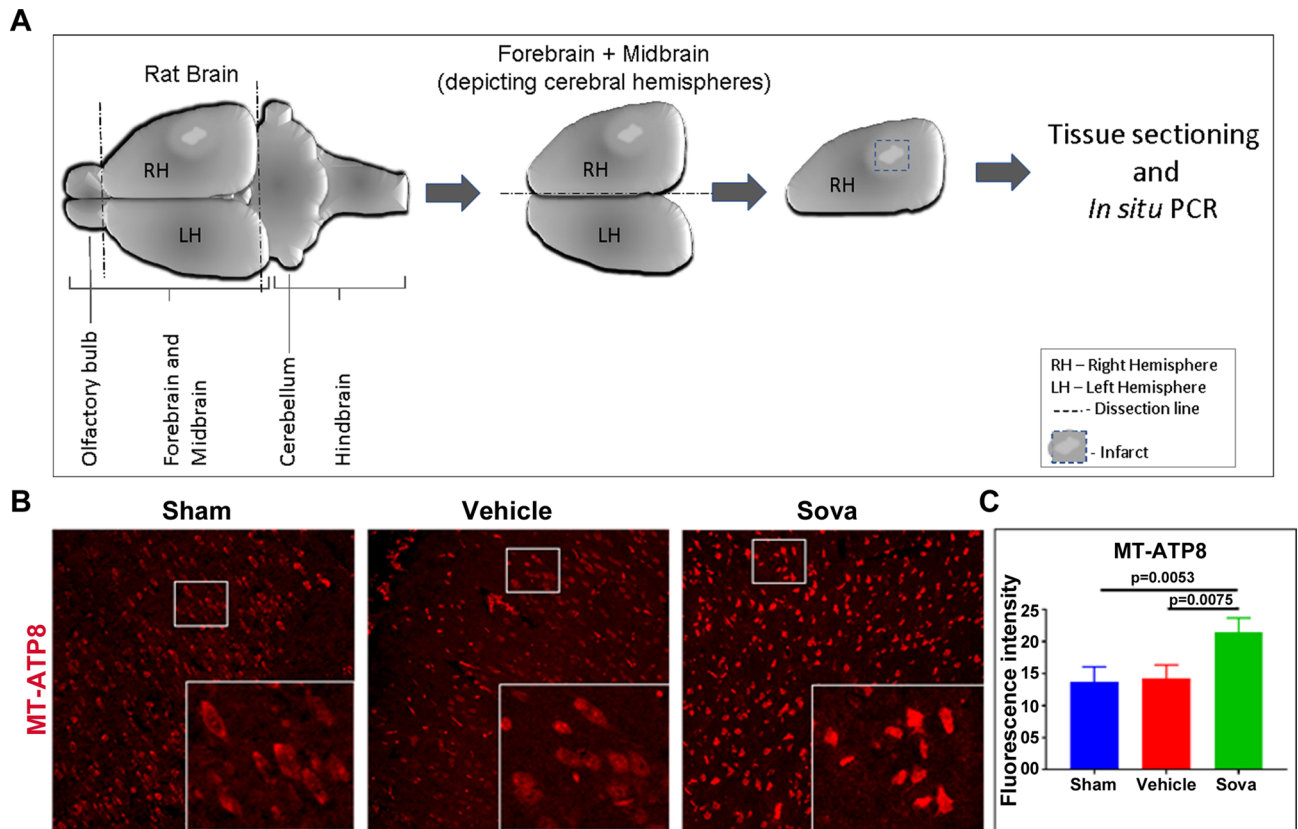 A
Rat Brain
Forebrain + Midbrain
(depicting cerebral hemispheres)
RH
LH
RH
LH
RH
Tissue sectioning
and
In situ PCR
Olfactory bulb
Forebrain and
Midbrain
Cerebellum
Hindbrain
RH – Right Hemisphere
LH – Left Hemisphere
- Dissection line
- Infarct
B
Sham
Vehicle
Sova
MT-ATP8
C
MT-ATP8
p=0.0053
p=0.0075
Fluorescence intensity
25
20
15
10
05
00
Sham
Vehicle
Sova